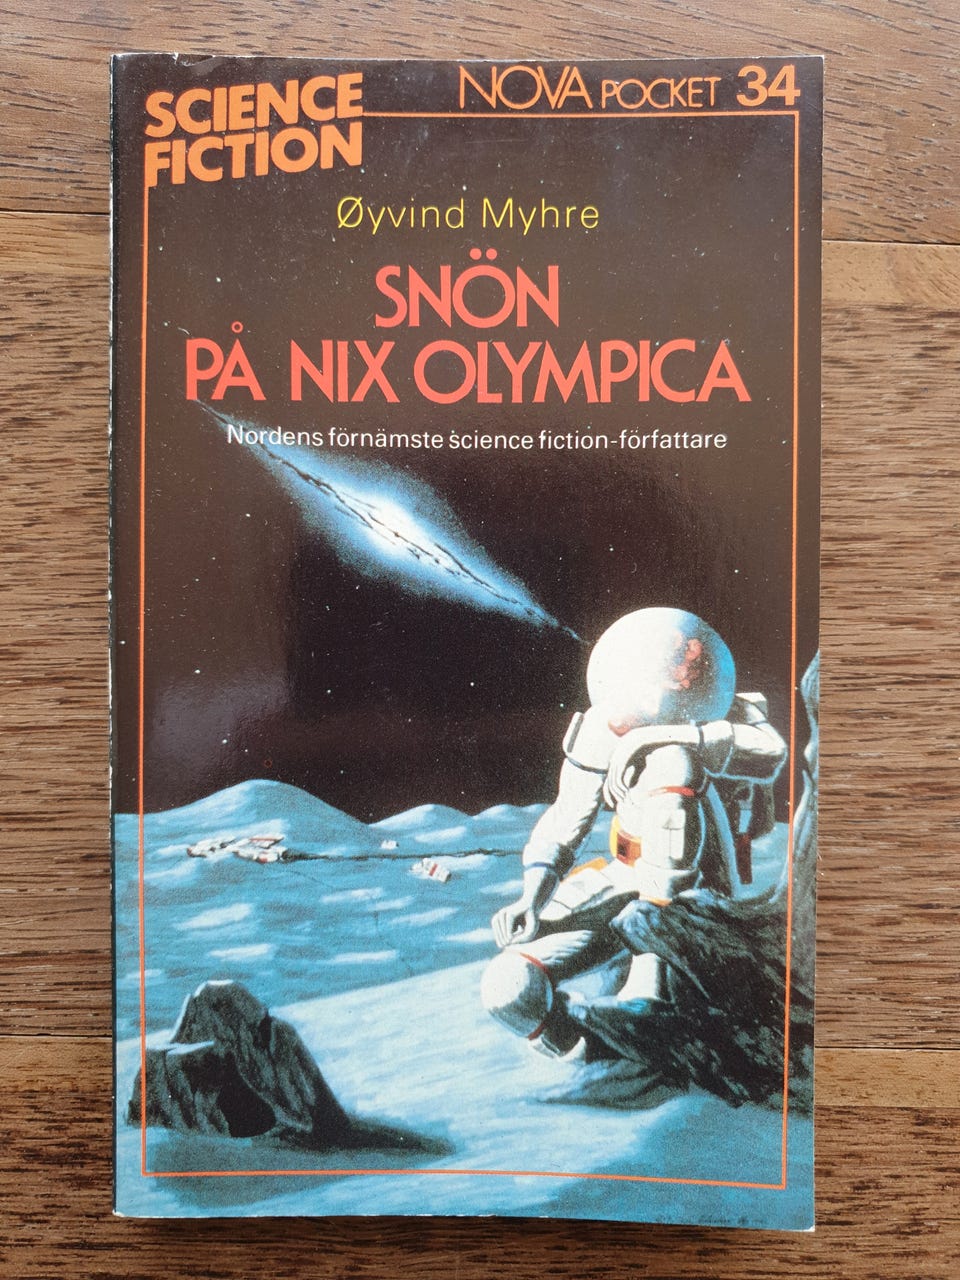 SCIENCE
FICTION
NOVA POCKET 34
Øyvind Myhre
SNÖN
PÅ NIX OLYMPICA
Nordens förnämste science fiction-författare